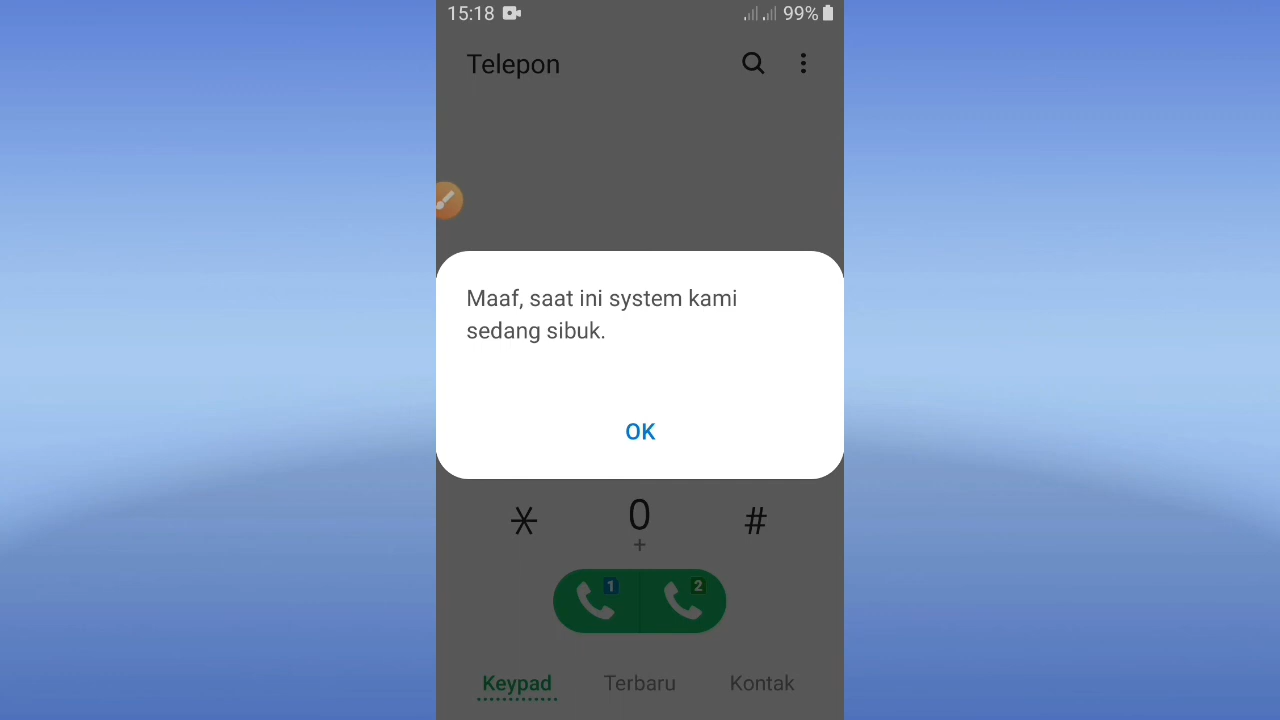 15:18 99%
Telepon
Maaf, saat ini system kami
sedang sibuk.
OK
* 0 #
+
1 2
Keypad Terbaru Kontak